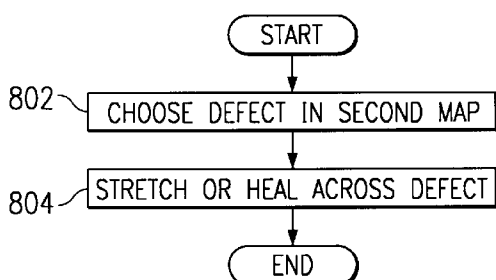 START
802 CHOOSE DEFECT IN SECOND MAP
804 STRETCH OR HEAL ACROSS DEFECT
END